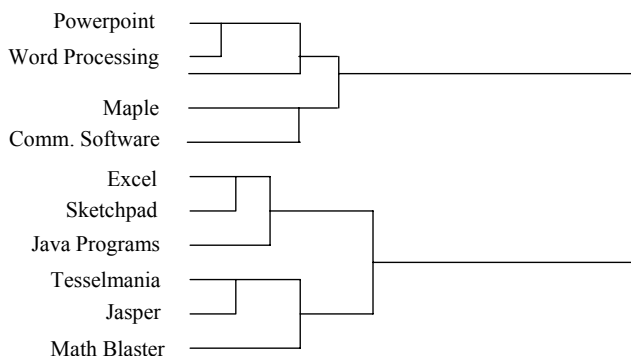 Powerpoint
Word Processing
Maple
Comm. Software
Excel
Sketchpad
Java Programs
Tesselmania
Jasper
Math Blaster